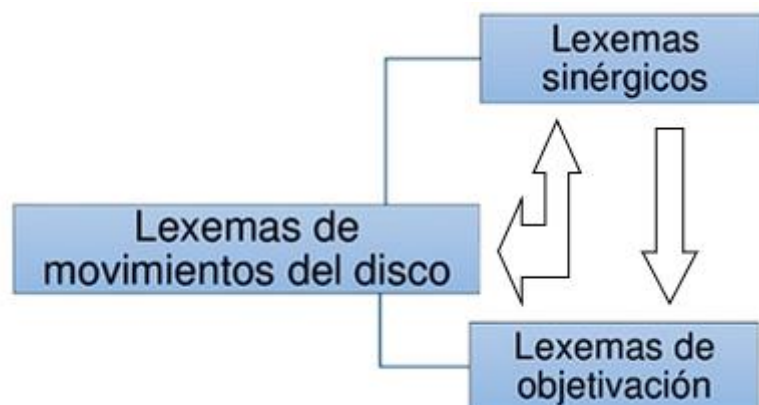 Lexemas
sinérgicos
Lexemas de
movimientos del disco
Lexemas de
objetivación